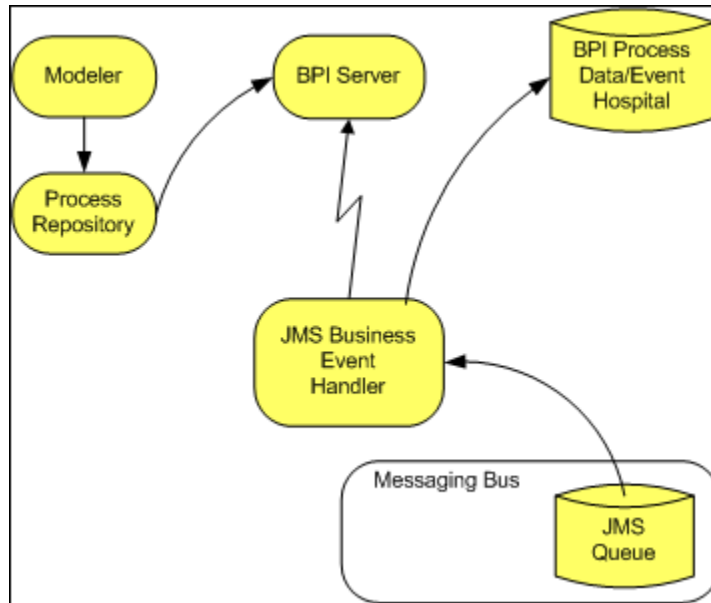 Modeler
BPI Server
BPI Process
Data/Event
Hospital
Process
Repository
JMS Business
Event
Handler
Messaging Bus
JMS
Queue